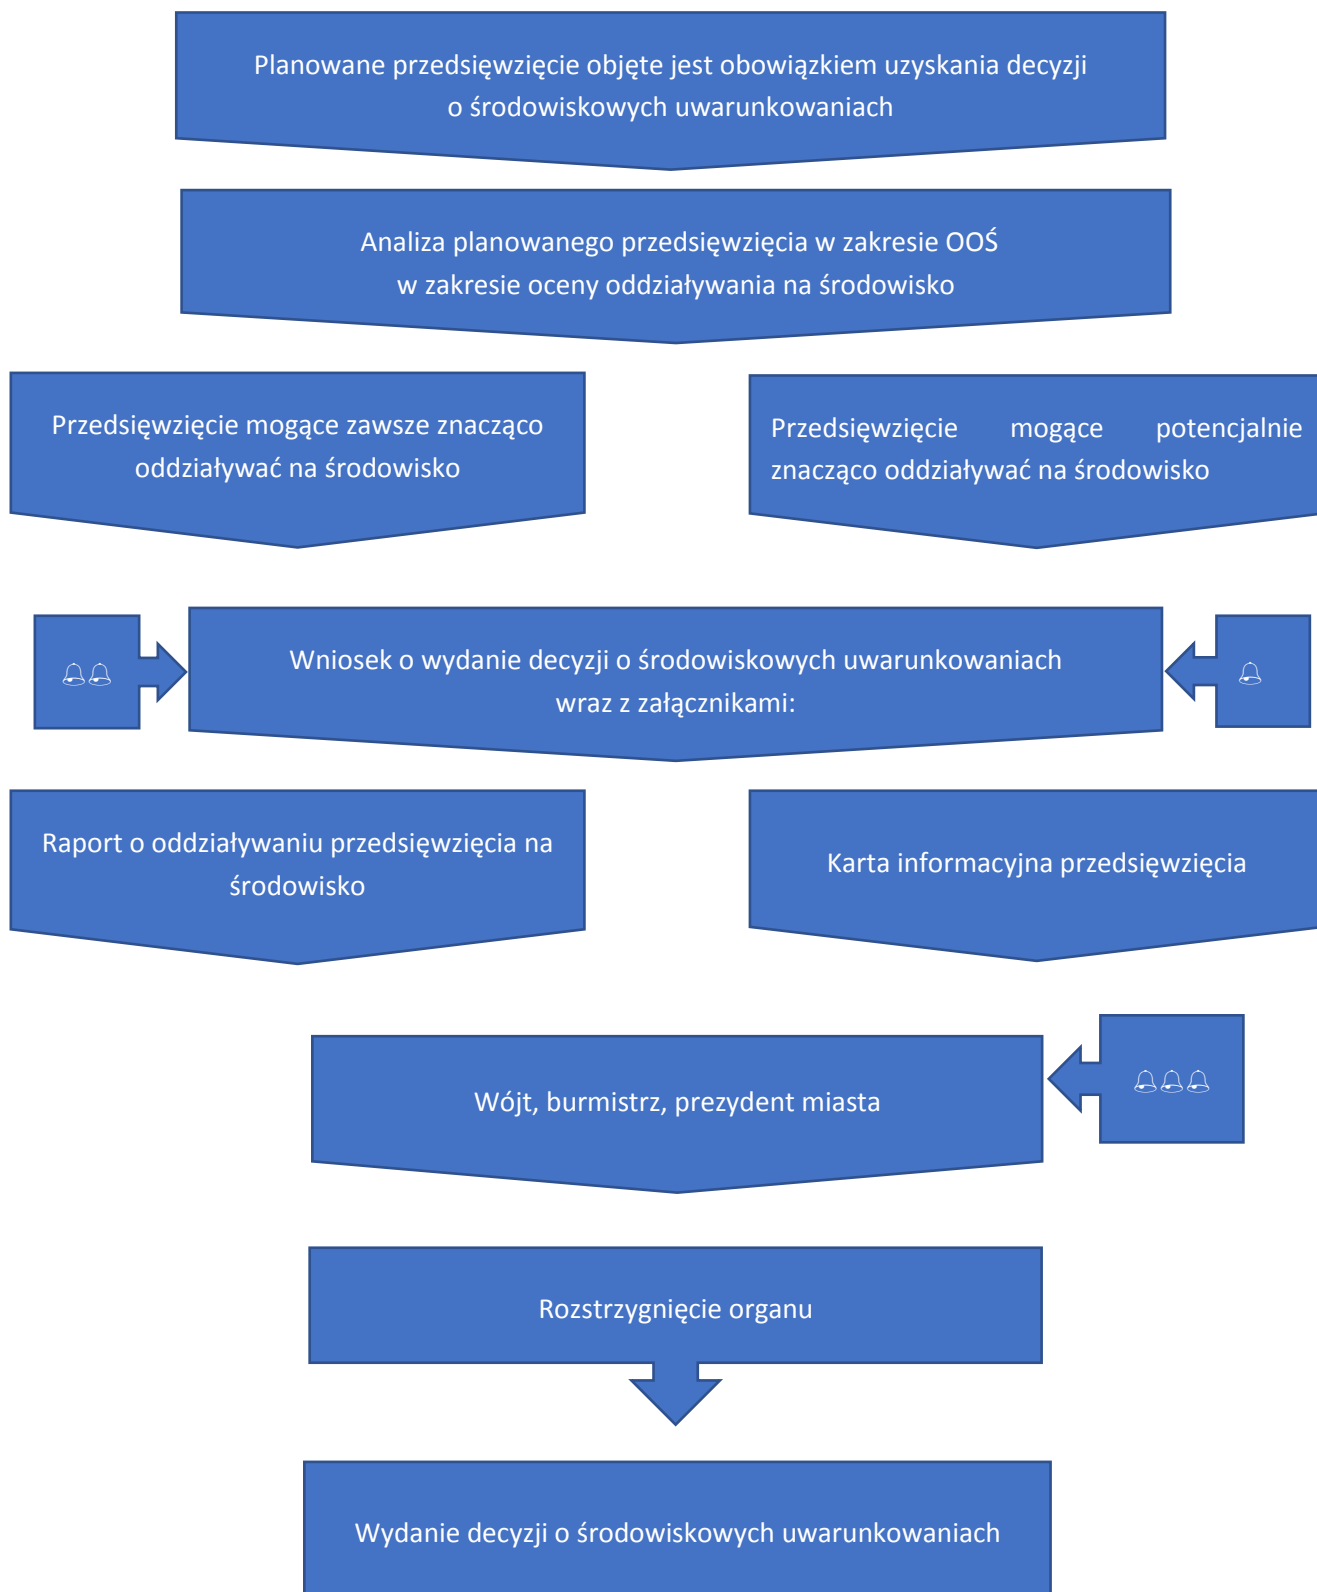 Planowane przedsięwzięcie objęte jest obowiązkiem uzyskania decyzji
o środowiskowych uwarunkowaniach
Analiza planowanego przedsięwzięcia w zakresie OOŚ
w zakresie oceny oddziaływania na środowisko
Przedsięwzięcie mogące zawsze znacząco
oddziaływać na środowisko
Przedsięwzięcie mogące potencjalnie
znacząco oddziaływać na środowisko
Wniosek o wydanie decyzji o środowiskowych uwarunkowaniach
wraz z załącznikami:
Raport o oddziaływaniu przedsięwzięcia na
środowisko
Karta informacyjna przedsięwzięcia
Wójt, burmistrz, prezydent miasta
Rozstrzygnięcie organu
Wydanie decyzji o środowiskowych uwarunkowaniach